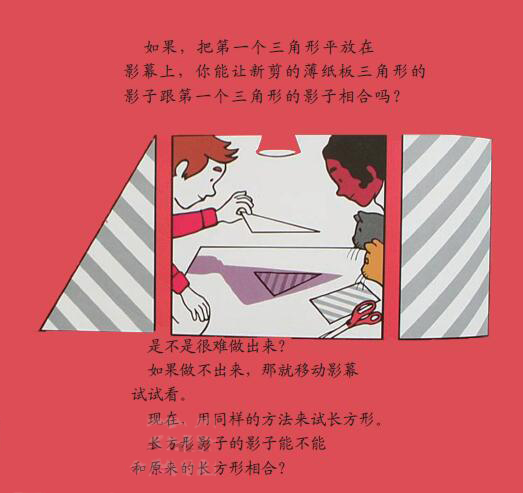 如果，把第一个三角形平放在
影幕上，你能让新剪的薄纸板三角形的
影子跟第一个三角形的影子相合吗？
是不是很难做出来？
如果做不出来，那就移动影幕
试试看。
现在，用同样的方法来试长方形。
长方形影子的影子能不能
和原来的长方形相合？